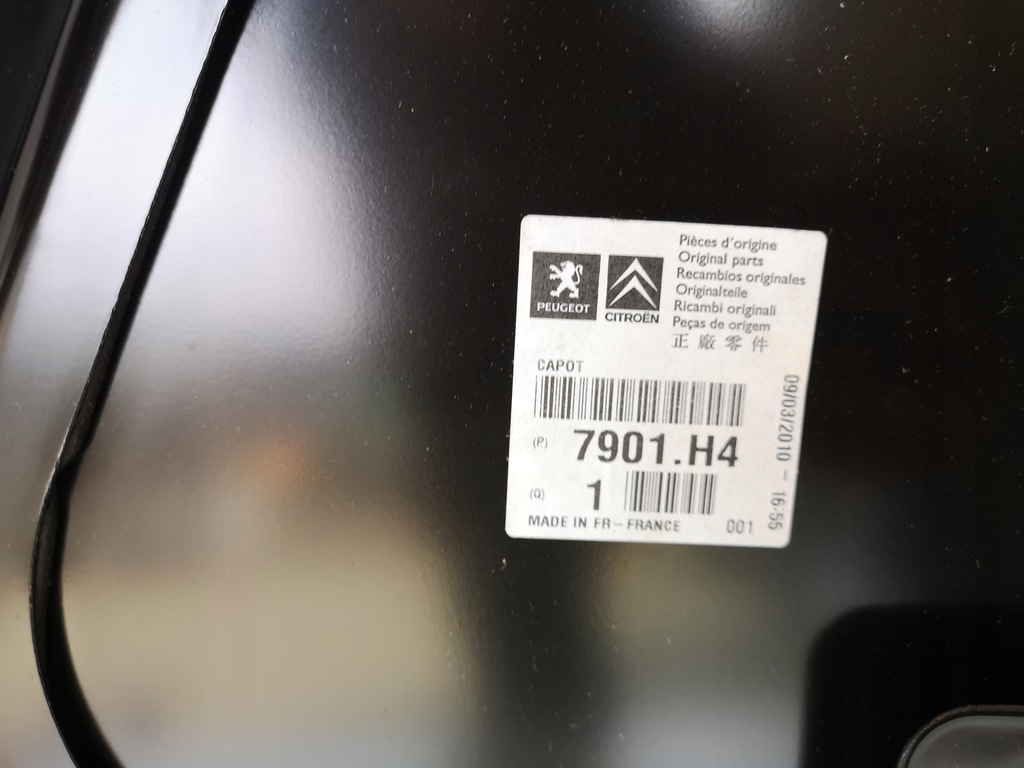 PEUGEOT
CITROËN
Pièces d'origine
Original parts
Recambios originales
Originalteile
Ricambi originali
Peças de origem
正廠零件
CAPOT
(P) 7901.H4
(Q) 1
MADE IN FR-FRANCE 001
09/03/2010 - 16:55